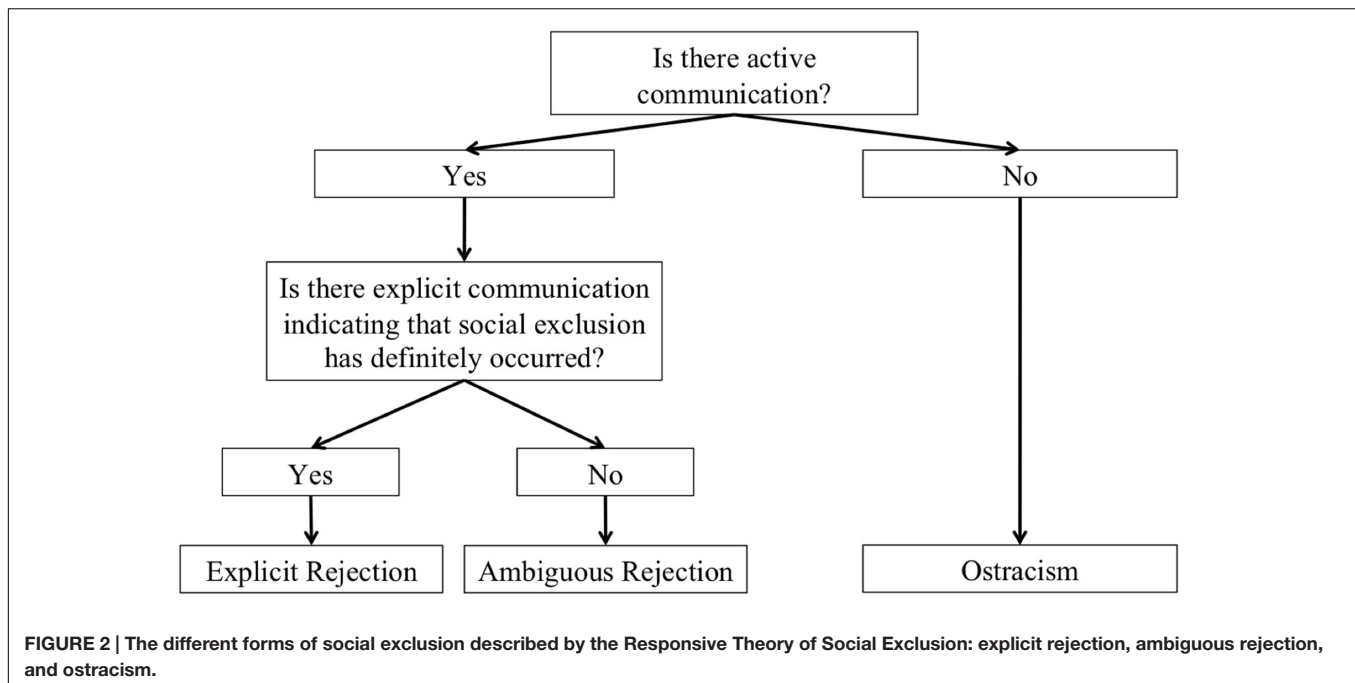 Is there active
communication?
Yes
No
Is there explicit communication
indicating that social exclusion
has definitely occurred?
Yes
No
Explicit Rejection
Ambiguous Rejection
Ostracism
FIGURE 2 | The different forms of social exclusion described by the Responsive Theory of Social Exclusion: explicit rejection, ambiguous rejection,
and ostracism.